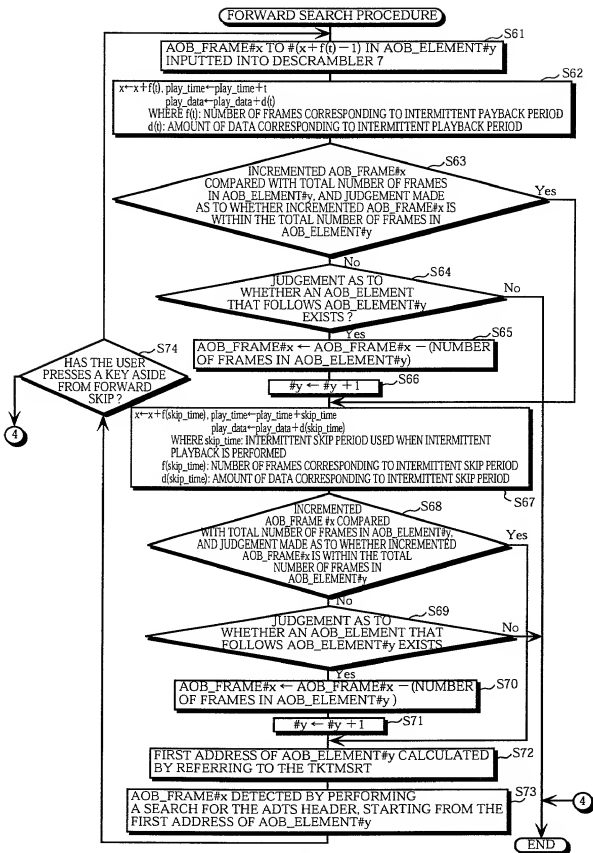 FORWARD SEARCH PROCEDURE
S61
AOB_FRAME#x TO #(x+f(t)−1) IN AOB_ELEMENT#y
INPUTTED INTO DESCRAMBLER 7
S62
x←x+f(t), play_time←play_time+t
play_data←play_data+d(t)
WHERE f(t): NUMBER OF FRAMES CORRESPONDING TO INTERMITTENT PAYBACK PERIOD
d(t): AMOUNT OF DATA CORRESPONDING TO INTERMITTENT PLAYBACK PERIOD
S63
INCREMENTED AOB_FRAME#x
COMPARED WITH TOTAL NUMBER OF FRAMES
IN AOB_ELEMENT#y, AND JUDGEMENT MADE
AS TO WHETHER INCREMENTED AOB_FRAME#x IS
WITHIN THE TOTAL NUMBER OF FRAMES IN
AOB_ELEMENT#y
Yes
No
S64
JUDGEMENT AS TO
WHETHER AN AOB_ELEMENT
THAT FOLLOWS AOB_ELEMENT#y
EXISTS ?
No
Yes
S65
AOB_FRAME#x ← AOB_FRAME#x − (NUMBER
OF FRAMES IN AOB_ELEMENT#y)
S66
#y ← #y +1
S74
HAS THE USER
PRESSES A KEY ASIDE
FROM FORWARD
SKIP ?
4
x←x+f(skip_time), play_time←play_time+skip_time
play_data←play_data+d(skip_time)
WHERE skip_time: INTERMITTENT SKIP PERIOD USED WHEN INTERMITTENT
PLAYBACK IS PERFORMED
f(skip_time): NUMBER OF FRAMES CORRESPONDING TO INTERMITTENT SKIP PERIOD
d(skip_time): AMOUNT OF DATA CORRESPONDING TO INTERMITTENT SKIP PERIOD
S67
S68
INCREMENTED
AOB_FRAME #x COMPARED
WITH TOTAL NUMBER OF FRAMES IN AOB_ELEMENT#y,
AND JUDGEMENT MADE AS TO WHETHER INCREMENTED
AOB_FRAME#x IS WITHIN THE TOTAL
NUMBER OF FRAMES IN
AOB_ELEMENT#y
Yes
No
S69
JUDGEMENT AS TO
WHETHER AN AOB_ELEMENT THAT
FOLLOWS AOB_ELEMENT#y EXISTS
No
Yes
S70
AOB_FRAME#x ← AOB_FRAME#x − (NUMBER
OF FRAMES IN AOB_ELEMENT#y )
S71
#y ← #y +1
S72
FIRST ADDRESS OF AOB_ELEMENT#y CALCULATED
BY REFERRING TO THE TKTMSRT
S73
AOB_FRAME#x DETECTED BY PERFORMING
A SEARCH FOR THE ADTS HEADER, STARTING FROM THE
FIRST ADDRESS OF AOB_ELEMENT#y
4
END